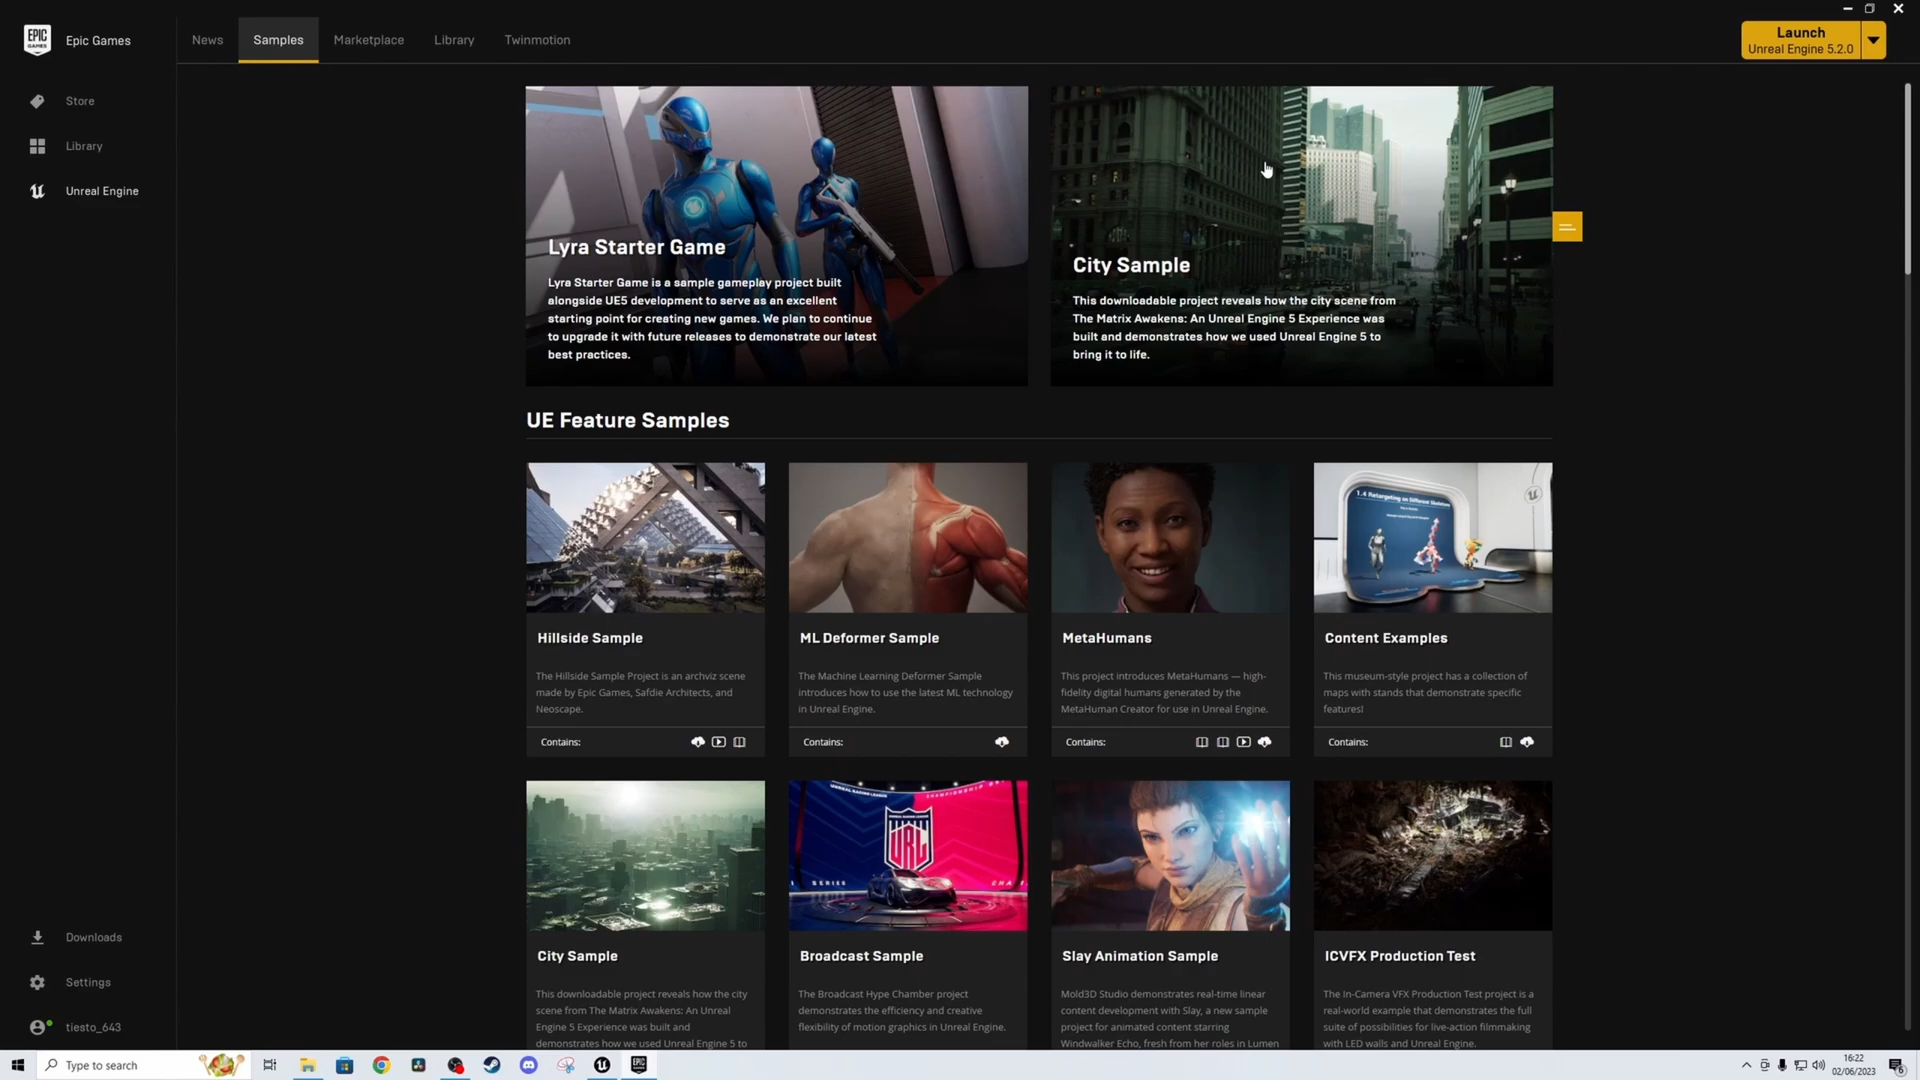 EPIC GAMES
Epic Games
News
Samples
Marketplace
Library
Twinmotion
Launch
Unreal Engine 5.2.0
Store
Library
Unreal Engine
Lyra Starter Game
Lyra Starter Game is a sample gameplay project built
alongside UE5 development to serve as an excellent
starting point for creating new games. We plan to continue
to upgrade it with future releases to demonstrate our latest
best practices.
City Sample
This downloadable project reveals how the city scene from
The Matrix Awakens: An Unreal Engine 5 Experience was
built and demonstrates how we used Unreal Engine 5 to
bring it to life.
UE Feature Samples
1.4 Retargeting on Different Skeletons
Hillside Sample
The Hillside Sample Project is an archviz scene
made by Epic Games, Safdie Architects, and
Neoscape.
Contains:
ML Deformer Sample
The Machine Learning Deformer Sample
introduces how to use the latest ML technology
in Unreal Engine.
Contains:
MetaHumans
This project introduces MetaHumans — high-
fidelity digital humans generated by the
MetaHuman Creator for use in Unreal Engine.
Contains:
Content Examples
This museum-style project has a collection of
maps with stands that demonstrate specific
features!
Contains:
URL
SERIES
City Sample
This downloadable project reveals how the city
scene from The Matrix Awakens: An Unreal
Engine 5 Experience was built and
demonstrates how we used Unreal Engine 5 to
Broadcast Sample
The Broadcast Hype Chamber project
demonstrates the efficiency and creative
flexibility of motion graphics in Unreal Engine.
Slay Animation Sample
Mold3D Studio demonstrates real-time linear
content development with Slay, a new sample
project for animated content starring
Windwalker Echo, fresh from her roles in Lumen
ICVFX Production Test
The In-Camera VFX Production Test project is a
real-world example that demonstrates the full
suite of possibilities for live-action filmmaking
with LED walls and Unreal Engine.
Downloads
Settings
tiesto_643
Type to search
16:22
02/06/2023